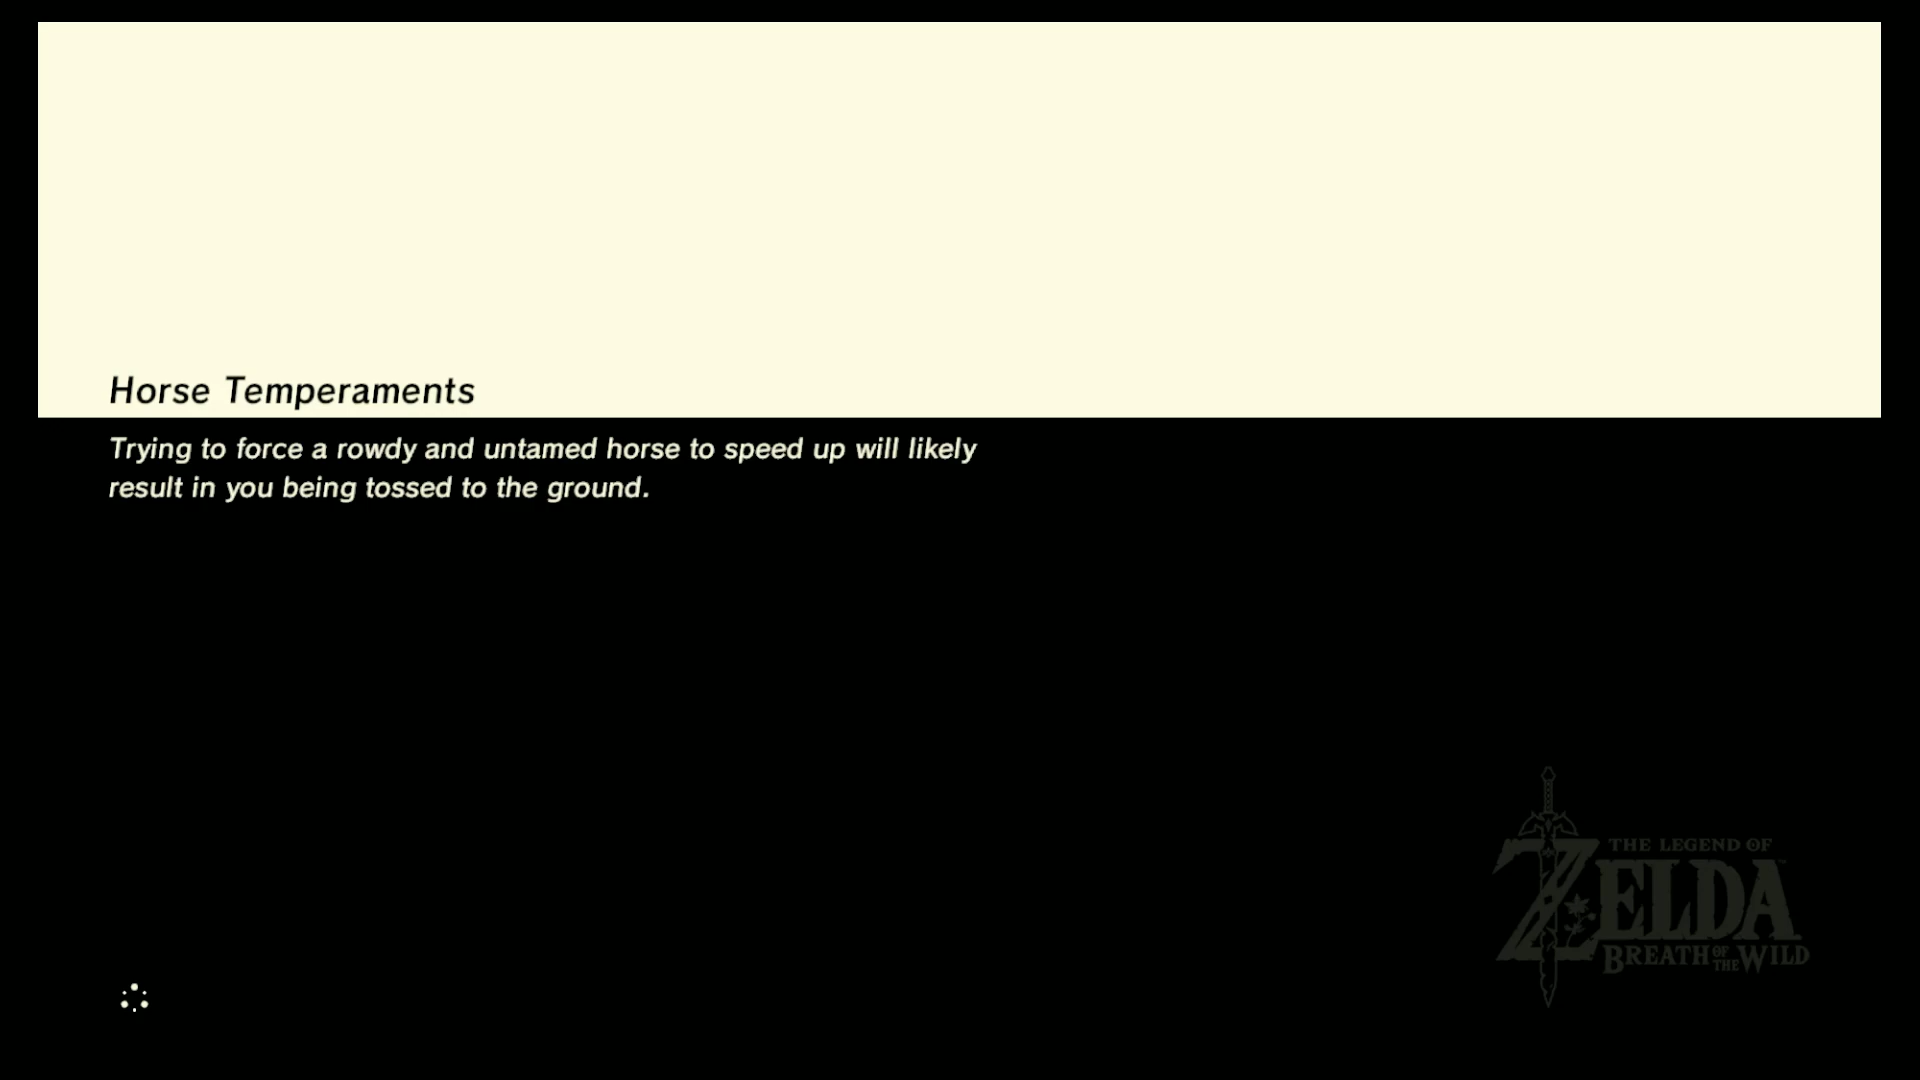 Horse Temperaments
Trying to force a rowdy and untamed horse to speed up will likely
result in you being tossed to the ground.
THE LEGEND OF
ZELDA
BREATH OF THE WILD